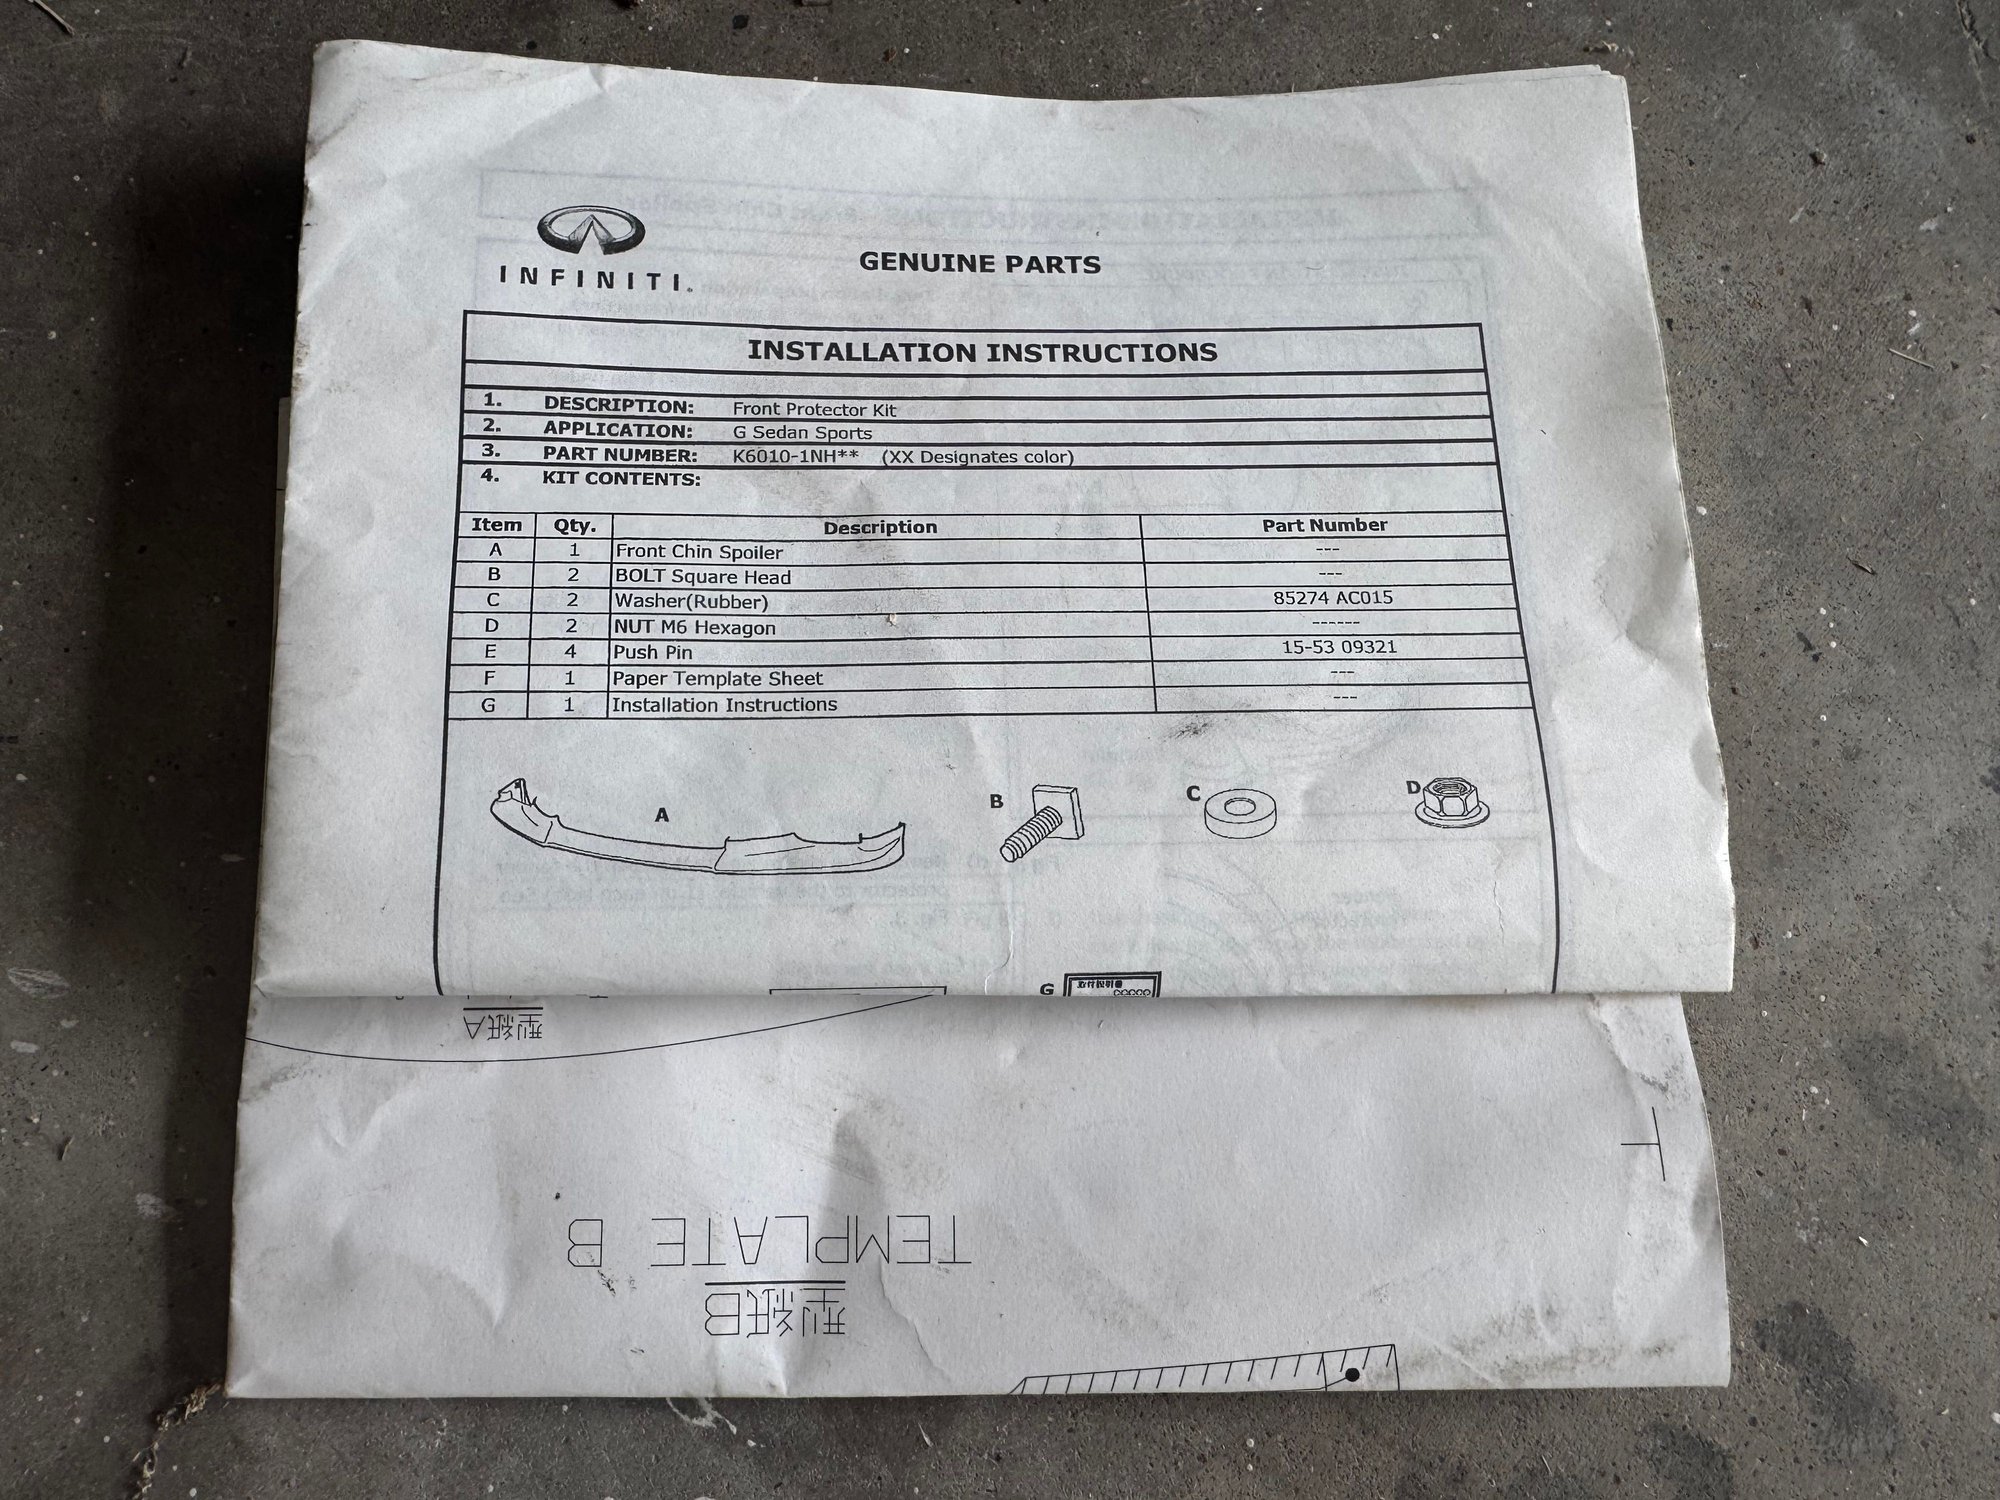 INFINITI.
GENUINE PARTS
INSTALLATION INSTRUCTIONS
1. DESCRIPTION: Front Protector Kit
2. APPLICATION: G Sedan Sports
3. PART NUMBER: K6010-1NH** (XX Designates color)
4. KIT CONTENTS:
Item Qty. Description Part Number
A 1 Front Chin Spoiler ---
B 2 BOLT Square Head ---
C 2 Washer(Rubber) 85274 AC015
D 2 NUT M6 Hexagon ------
E 4 Push Pin 15-53 09321
F 1 Paper Template Sheet ---
G 1 Installation Instructions ---
A B C D
G
型紙A
TEMPLATE B
型紙B